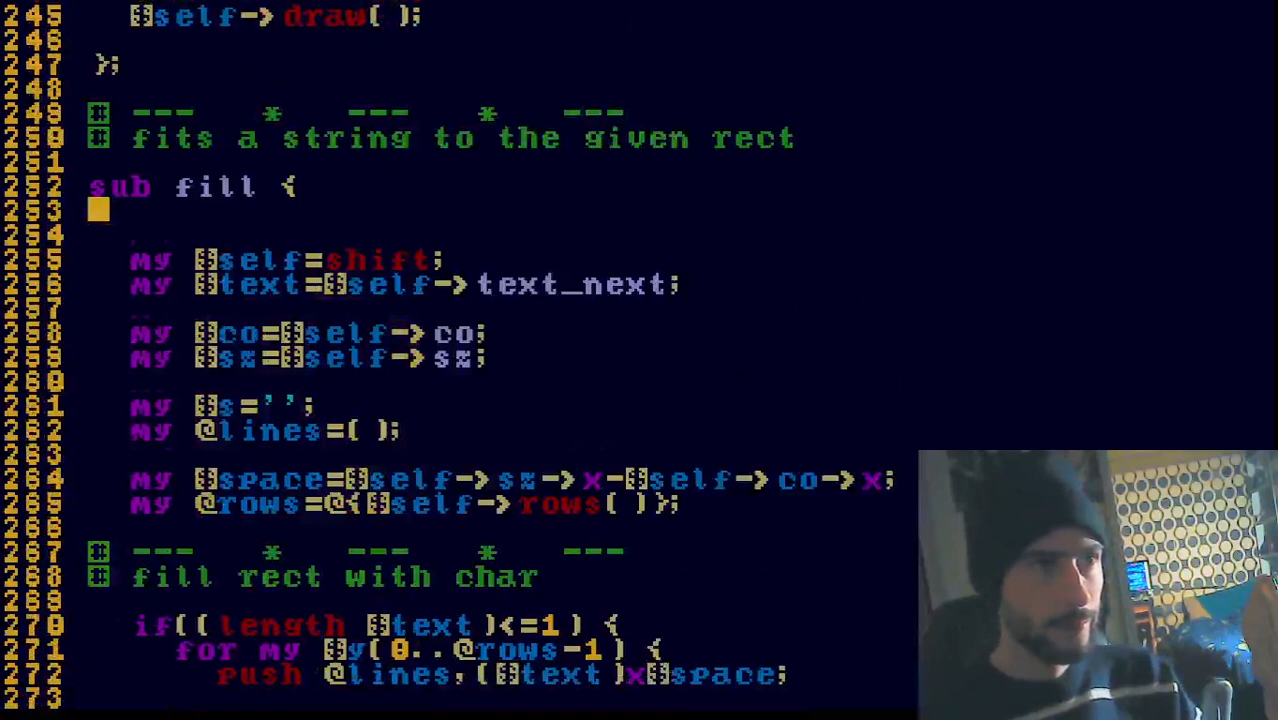 245 $self->draw();
246
247 };
248
249 # ---   *   ---   *   ---
250 # fits a string to the given rect
251
252 sub fill {
253
254
255 my $self=shift;
256 my $text=$self->text_next;
257
258 my $co=$self->co;
259 my $sz=$self->sz;
260
261 my $s='';
262 my @lines=();
263
264 my $space=$self->sz->x-$self->co->x;
265 my @rows=@{$self->rows()};
266
267 # ---   *   ---   *   ---
268 # fill rect with char
269
270 if((length $text)<=1) {
271 for my $y(0..@rows-1) {
272 push @lines,($text)x$space;
273